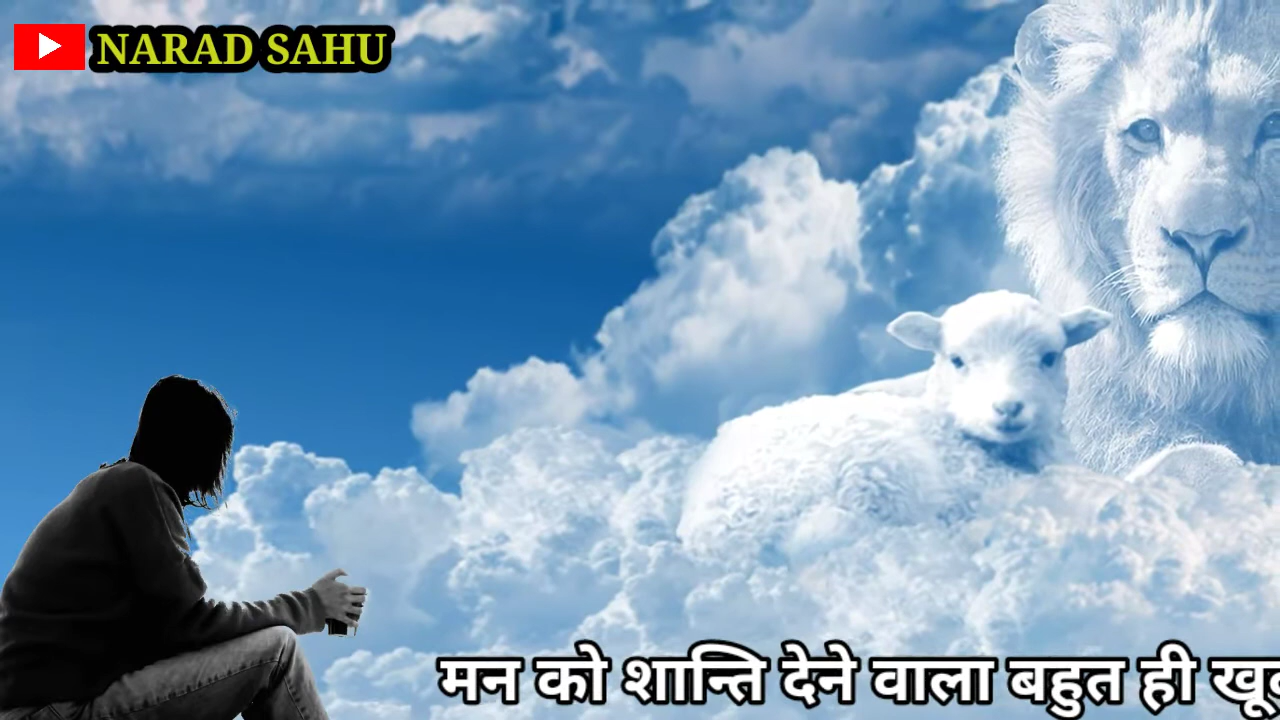 NARAD SAHU
मन को शान्ति देने वाला बहुत ही